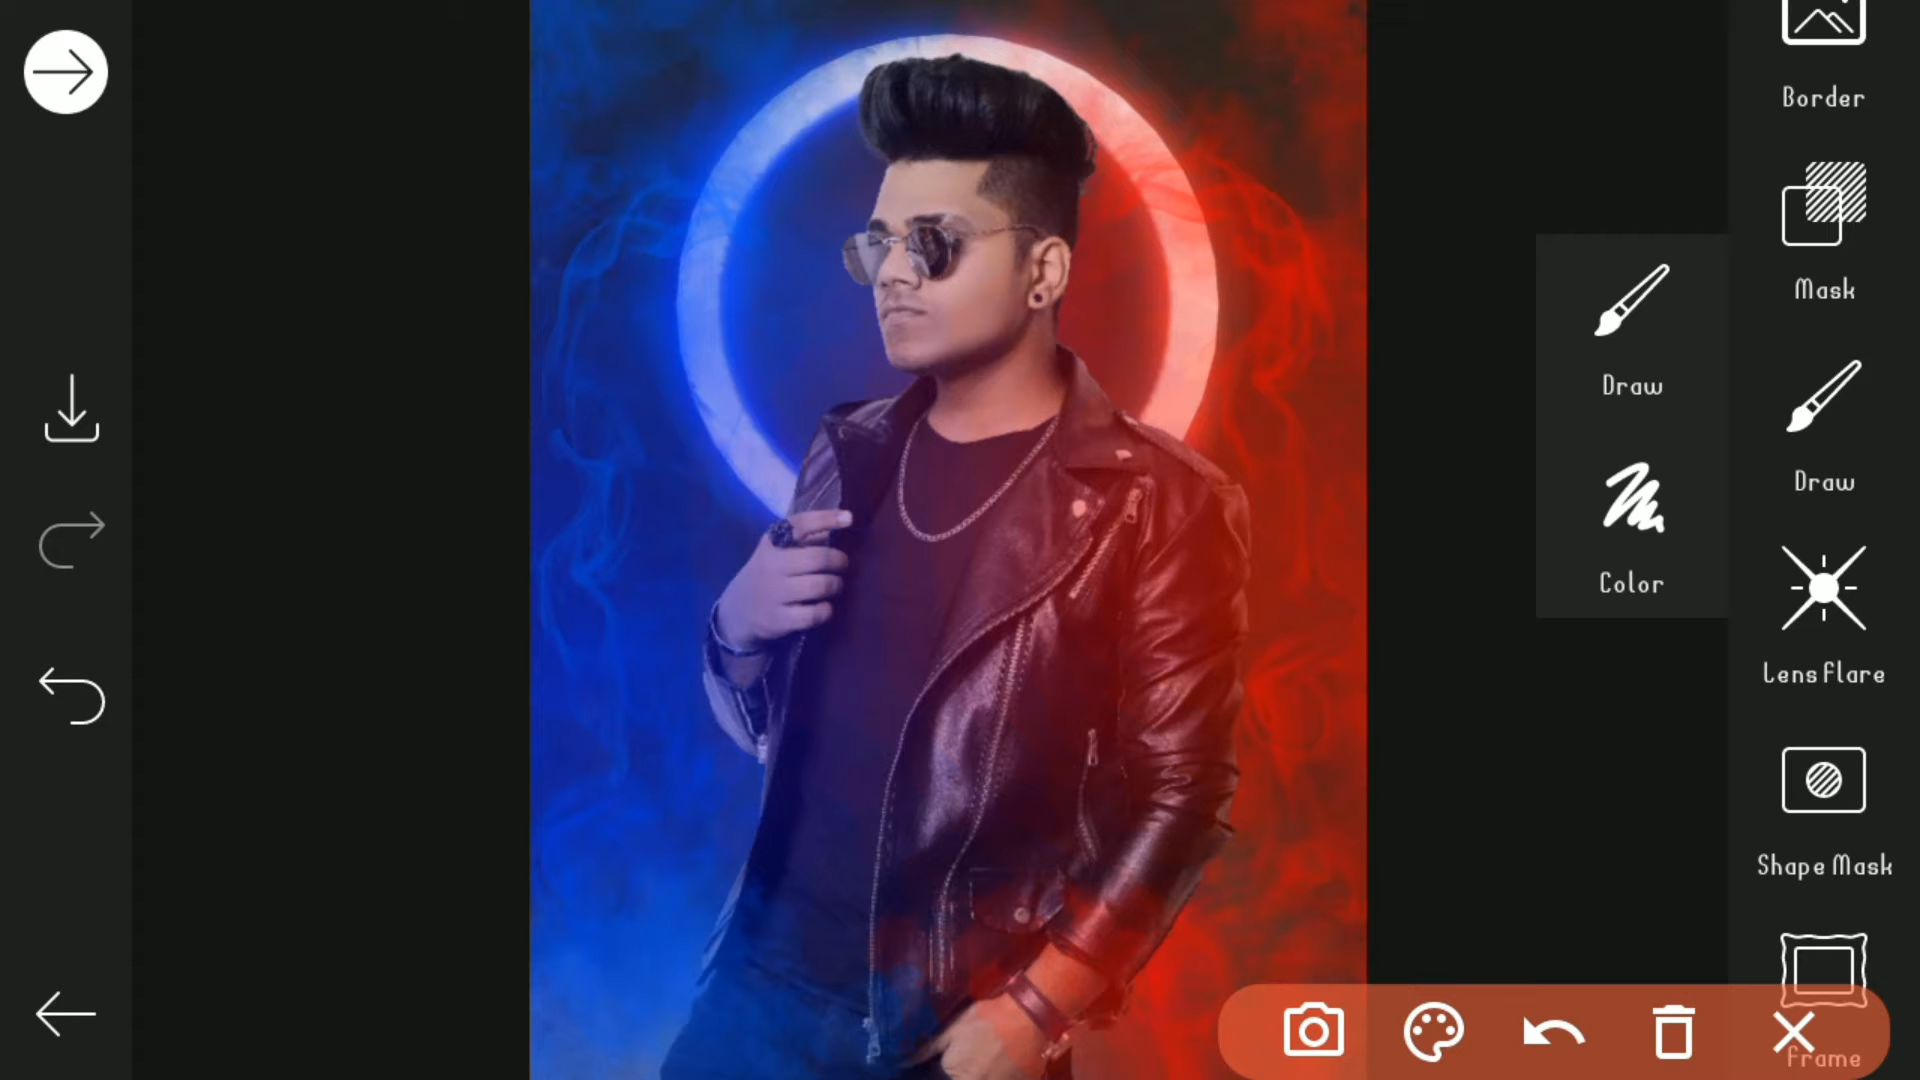 Border
Mask
Draw
Draw
Color
Lens Flare
Shape Mask
Frame